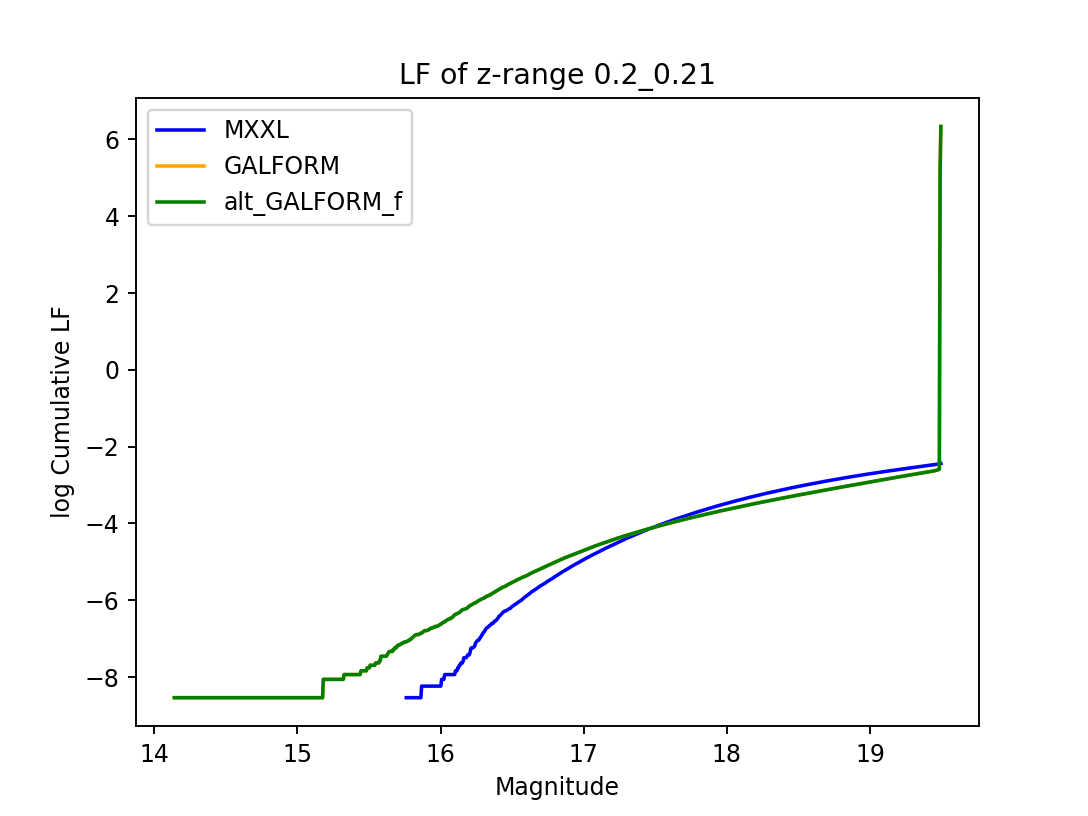 LF of z-range 0.2_0.21
MXXL
GALFORM
alt_GALFORM_f
6
4
2
0
−2
−4
−6
−8
log Cumulative LF
14 15 16 17 18 19
Magnitude